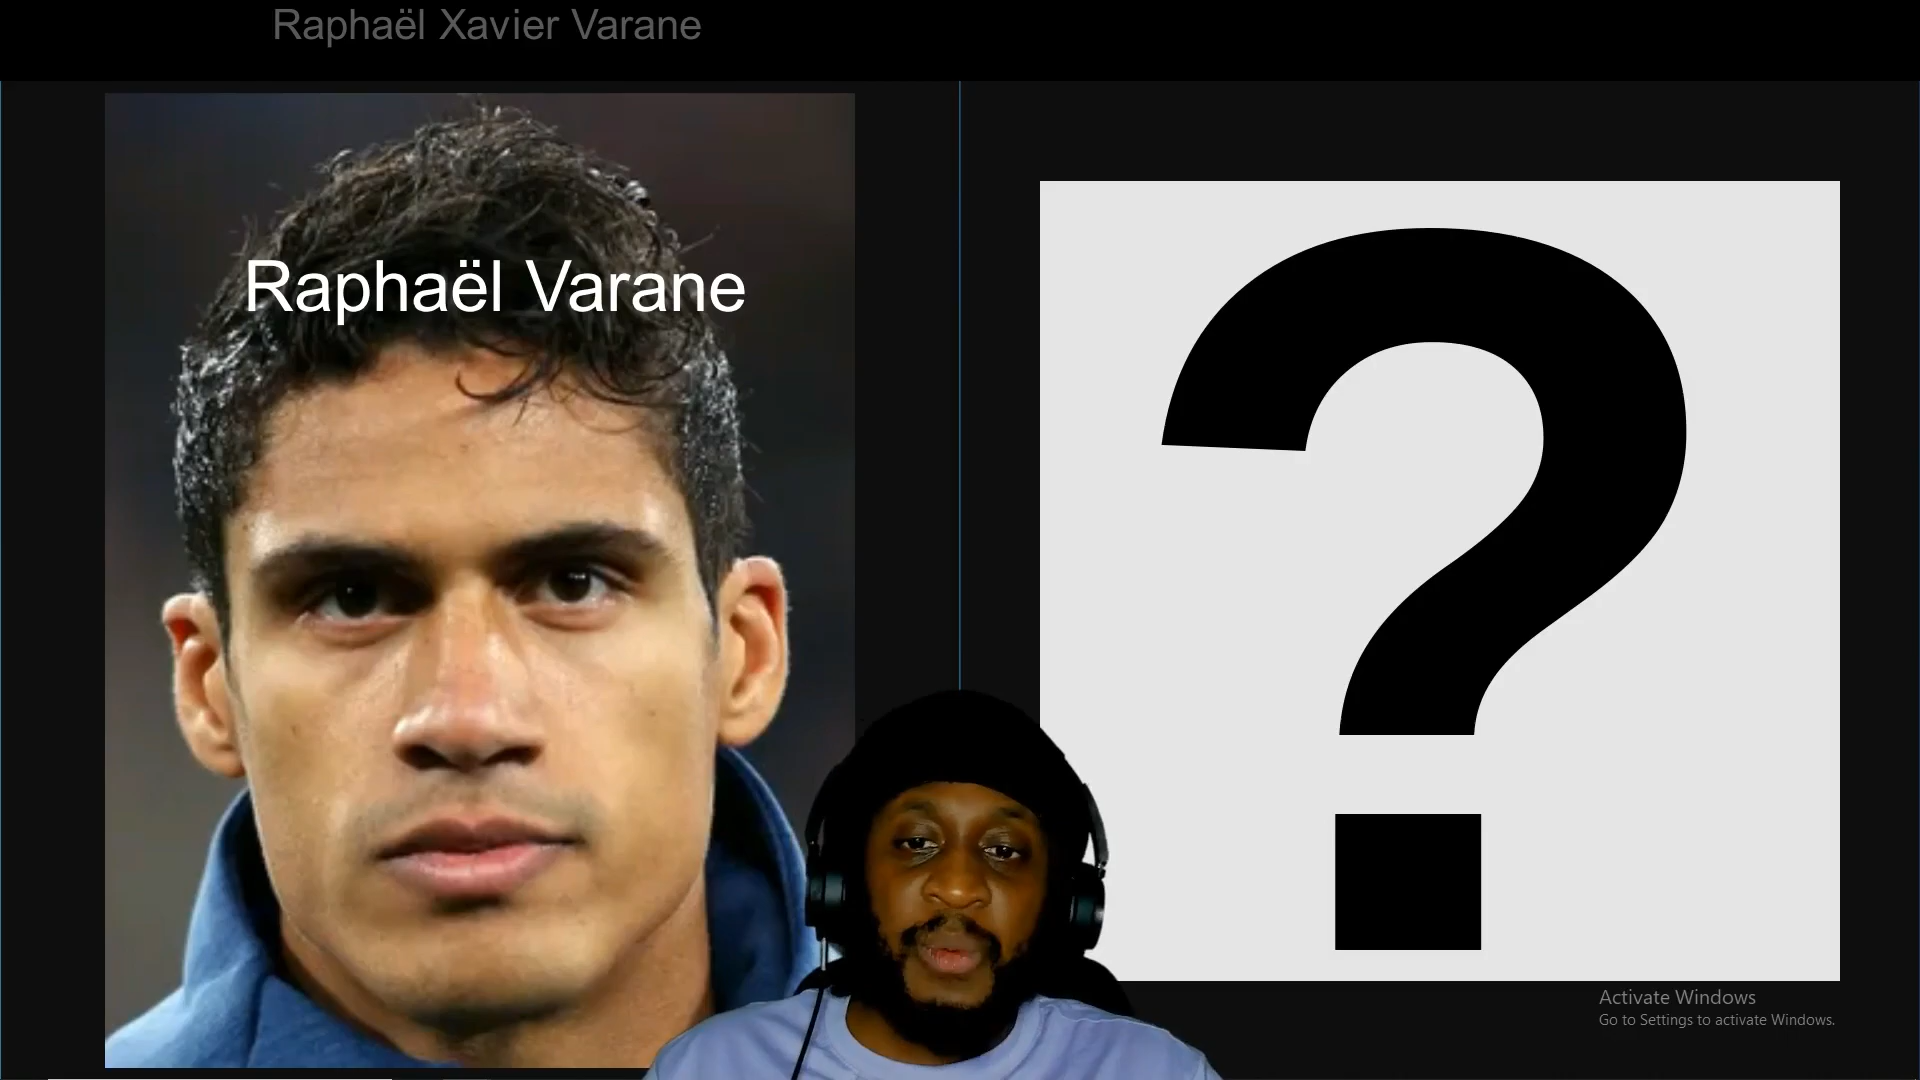 Raphaël Xavier Varane
Raphaël Varane
?
Activate Windows
Go to Settings to activate Windows.